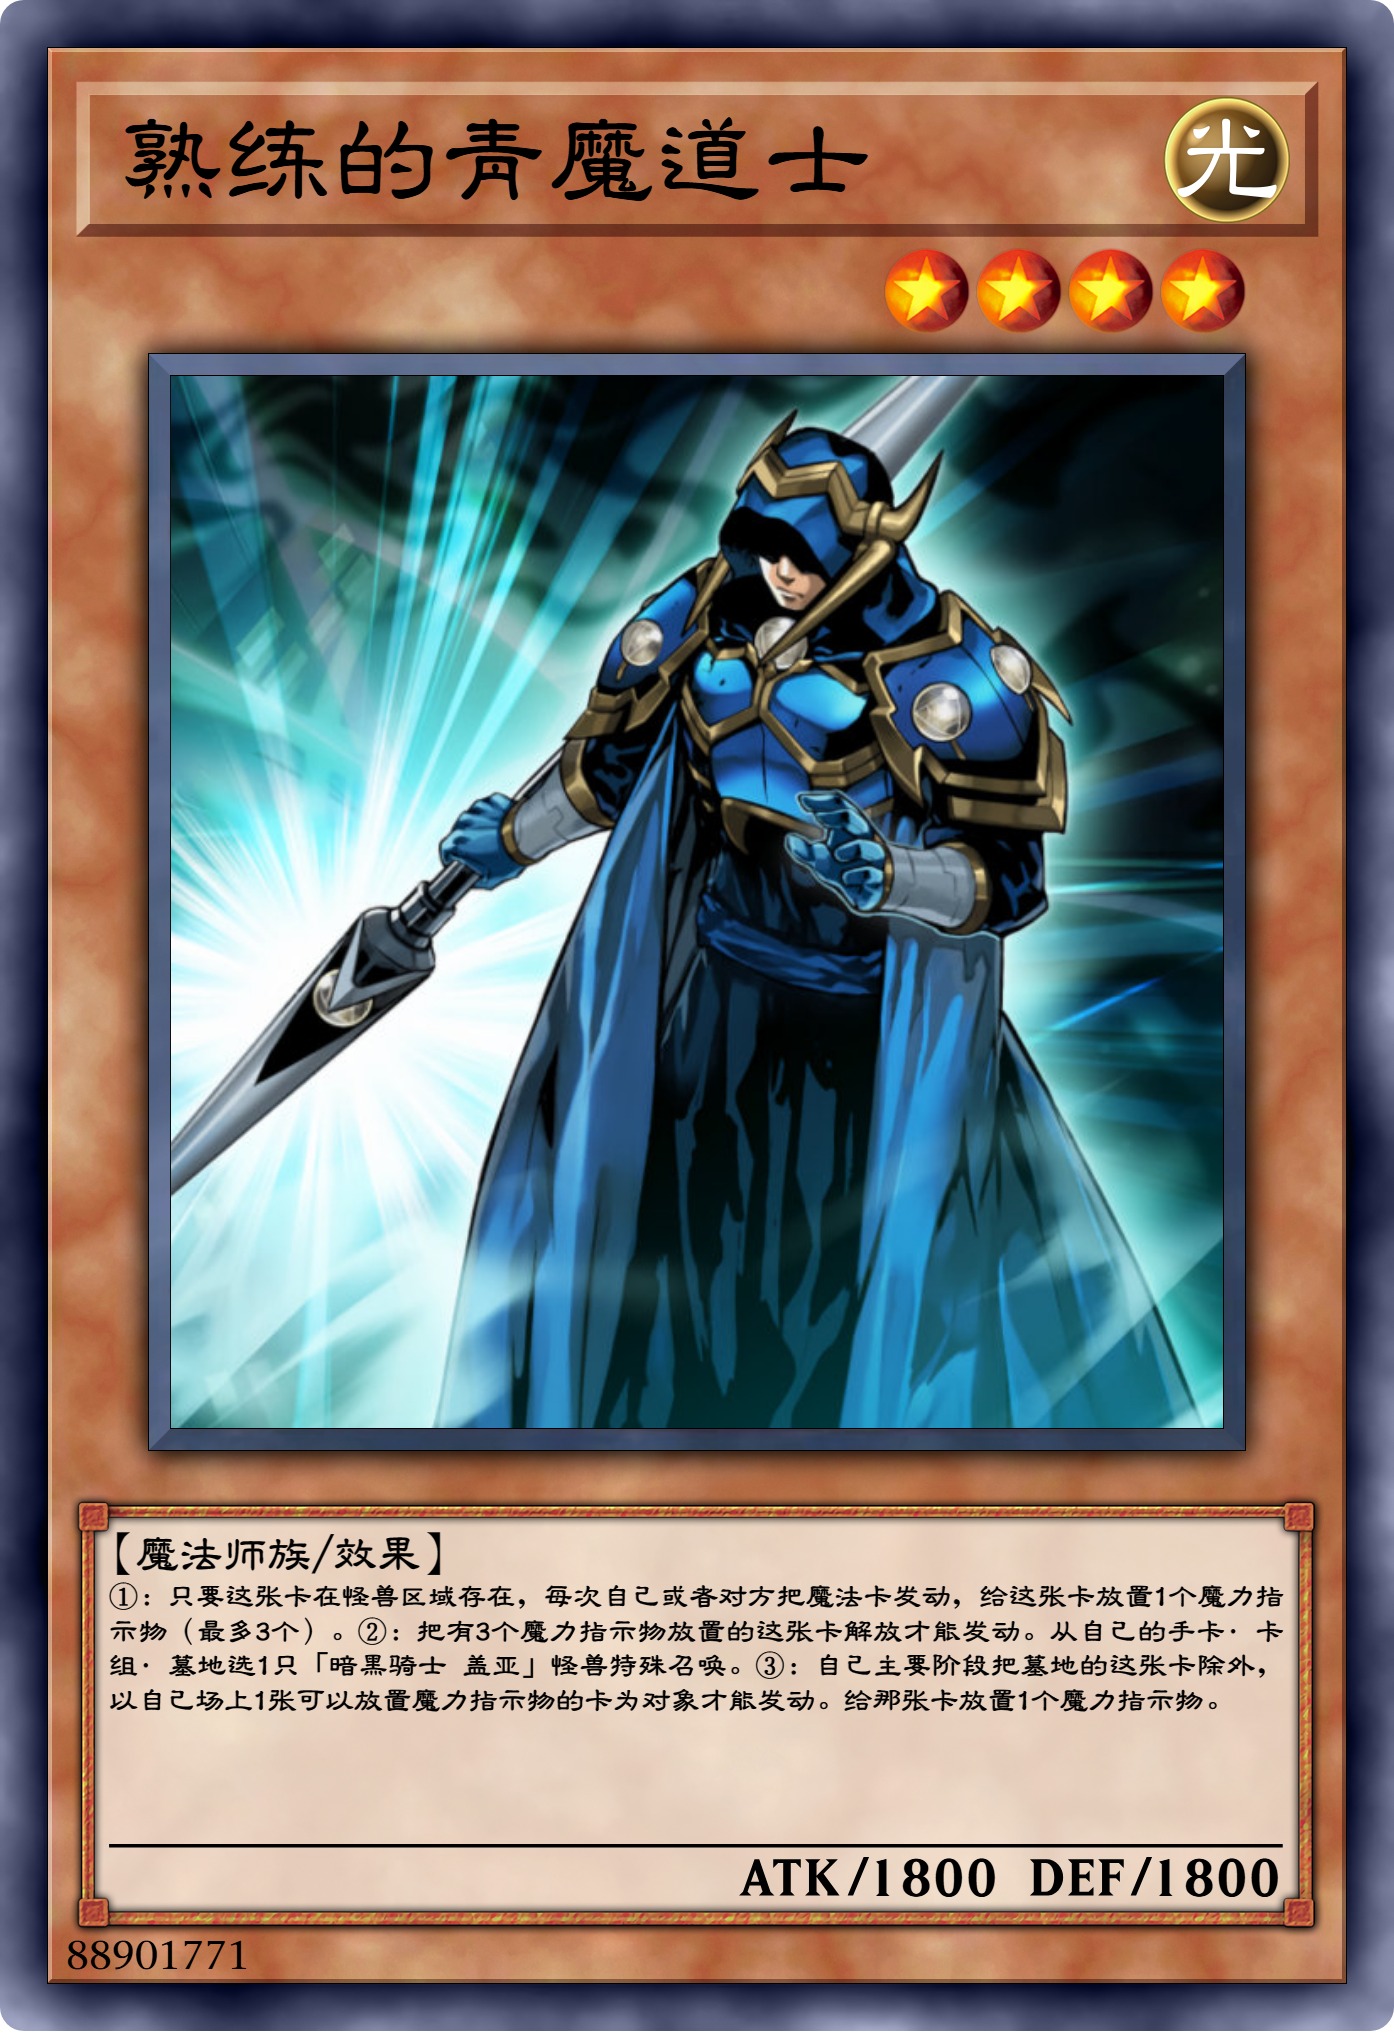 熟练的青魔道士
光
【魔法师族/效果】
①：只要这张卡在怪兽区域存在，每次自己或者对方把魔法卡发动，给这张卡放置1个魔力指
示物（最多3个）。②：把有3个魔力指示物放置的这张卡解放才能发动。从自己的手卡·卡
组·墓地选1只「暗黑骑士 盖亚」怪兽特殊召唤。③：自己主要阶段把墓地的这张卡除外，
以自己场上1张可以放置魔力指示物的卡为对象才能发动。给那张卡放置1个魔力指示物。
ATK/1800 DEF/1800
88901771